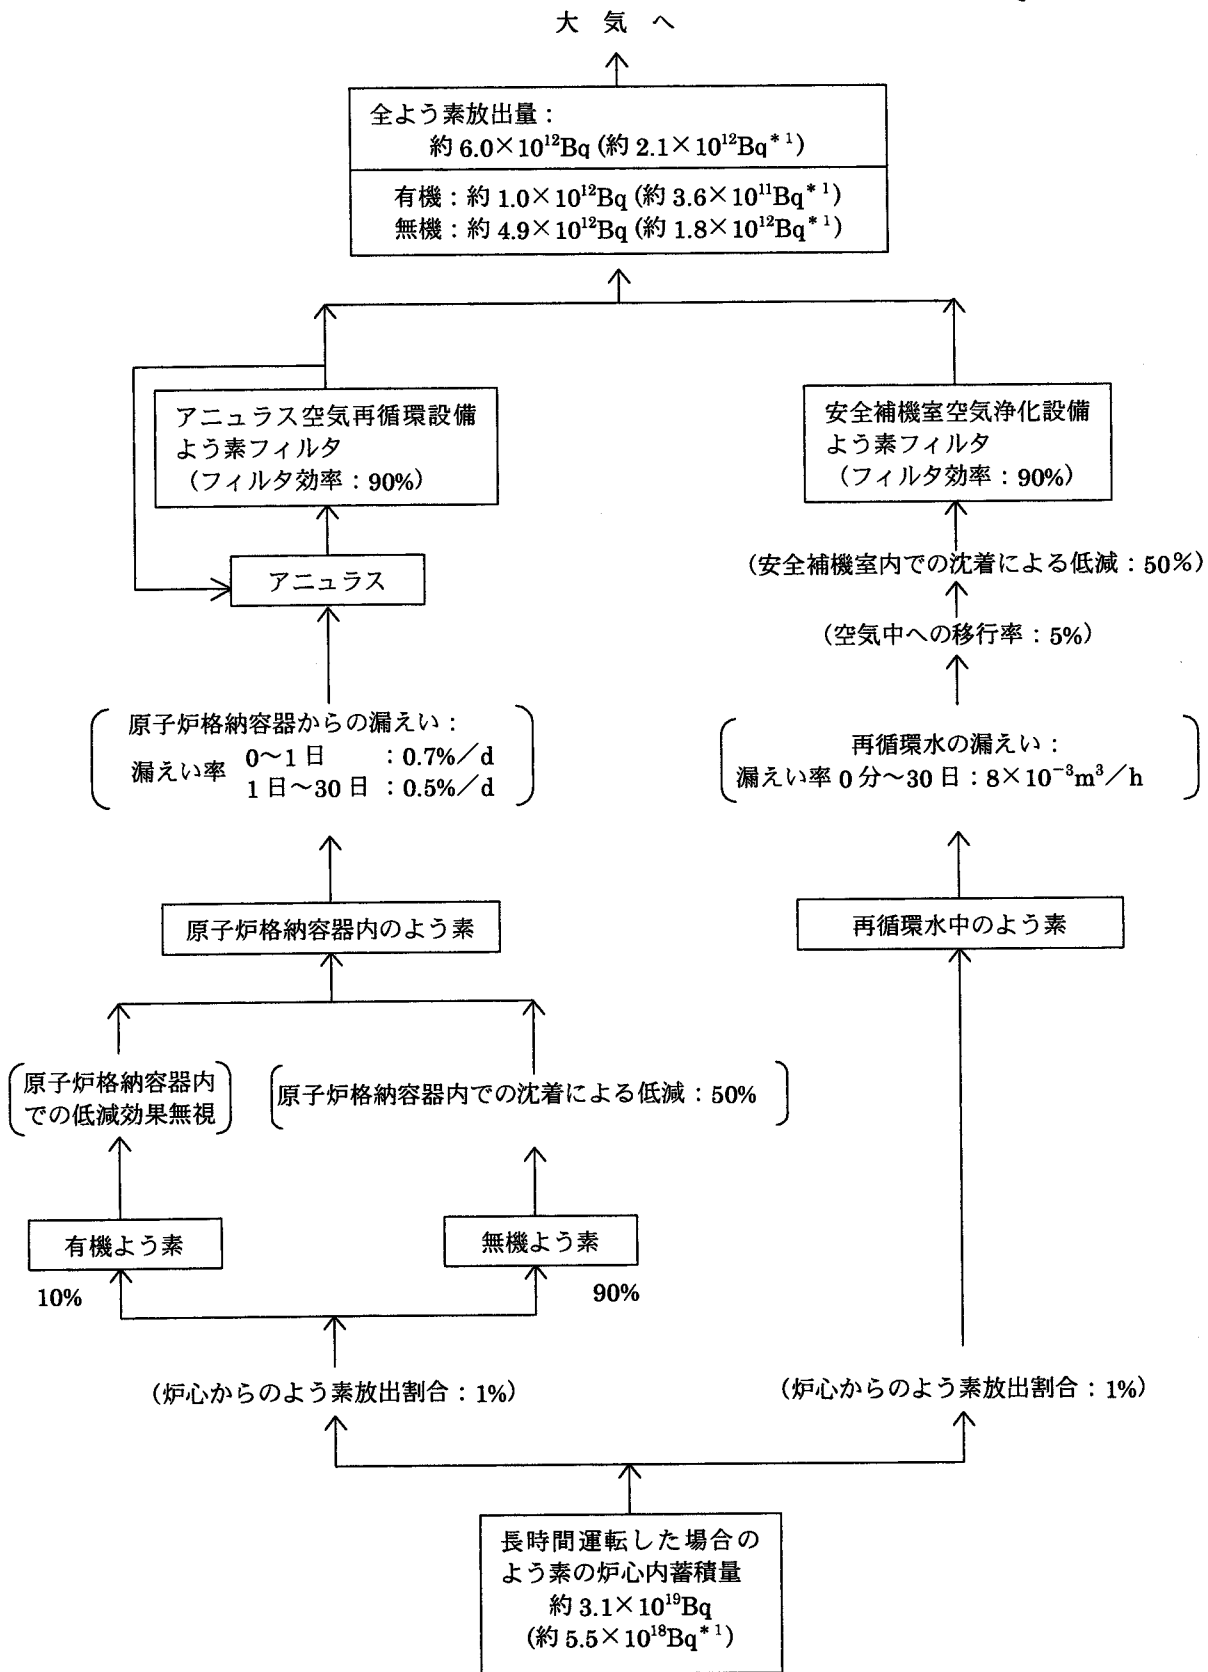 大気へ
全よう素放出量：
約 6.0×10¹²Bq (約 2.1×10¹²Bq*¹)
有機：約 1.0×10¹²Bq (約 3.6×10¹¹Bq*¹)
無機：約 4.9×10¹²Bq (約 1.8×10¹²Bq*¹)
アニュラス空気再循環設備
よう素フィルタ
（フィルタ効率：90%）
安全補機室空気浄化設備
よう素フィルタ
（フィルタ効率：90%）
アニュラス
（安全補機室内での沈着による低減：50%）
（空気中への移行率：5%）
原子炉格納容器からの漏えい：
漏えい率 0～1日 ：0.7%／d
1日～30日 ：0.5%／d
再循環水の漏えい：
漏えい率 0分～30日：8×10⁻³m³／h
原子炉格納容器内のよう素
再循環水中のよう素
原子炉格納容器内
での低減効果無視
原子炉格納容器内での沈着による低減：50%
有機よう素
無機よう素
10%
90%
（炉心からのよう素放出割合：1%）
（炉心からのよう素放出割合：1%）
長時間運転した場合の
よう素の炉心内蓄積量
約 3.1×10¹⁹Bq
(約 5.5×10¹⁸Bq*¹)